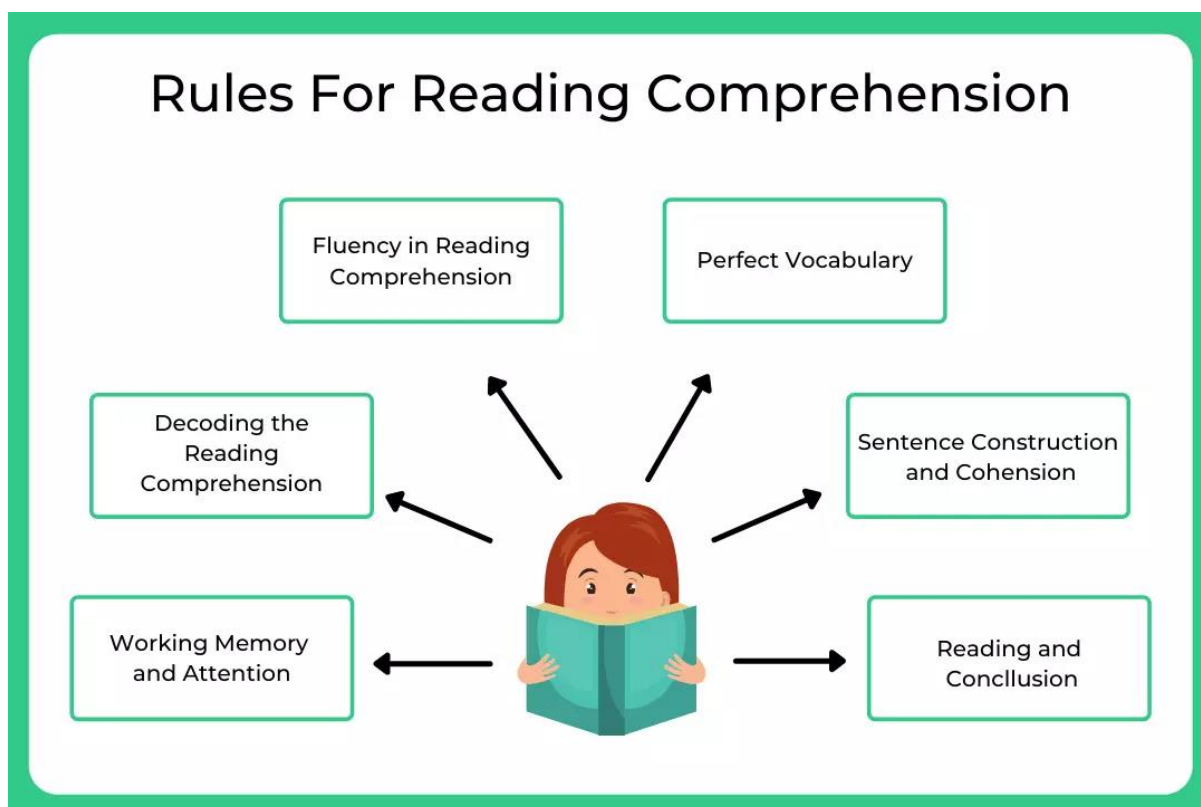 Rules For Reading Comprehension
Fluency in Reading
Comprehension
Perfect Vocabulary
Decoding the
Reading
Comprehension
Sentence Construction
and Cohension
Working Memory
and Attention
Reading and
Concllusion